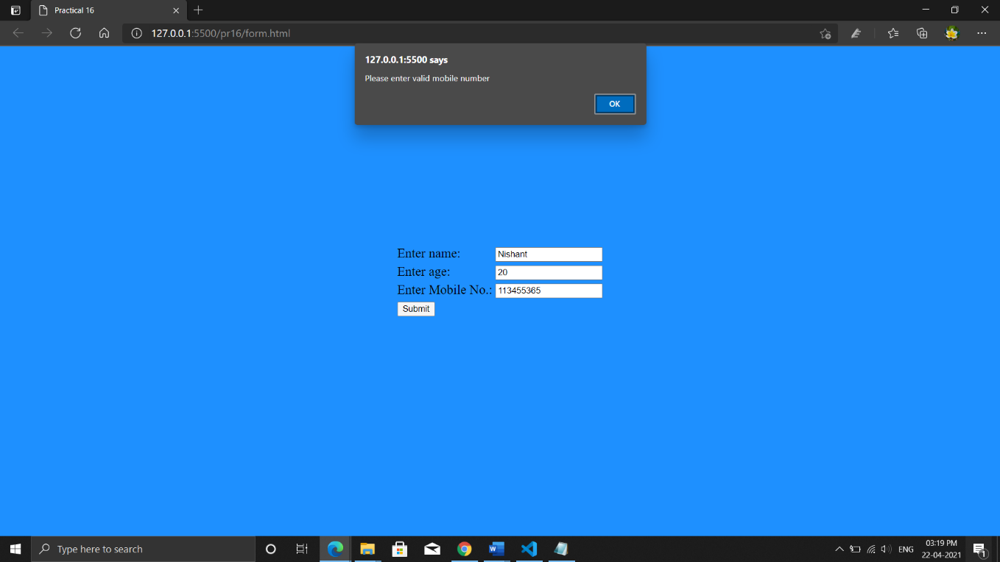 Practical 16
127.0.0.1:5500/pr16/form.html
127.0.0.1:5500 says
Please enter valid mobile number
OK
Enter name: Nishant
Enter age: 20
Enter Mobile No.: 113455365
Submit
Type here to search
ENG
03:19 PM
22-04-2021
1